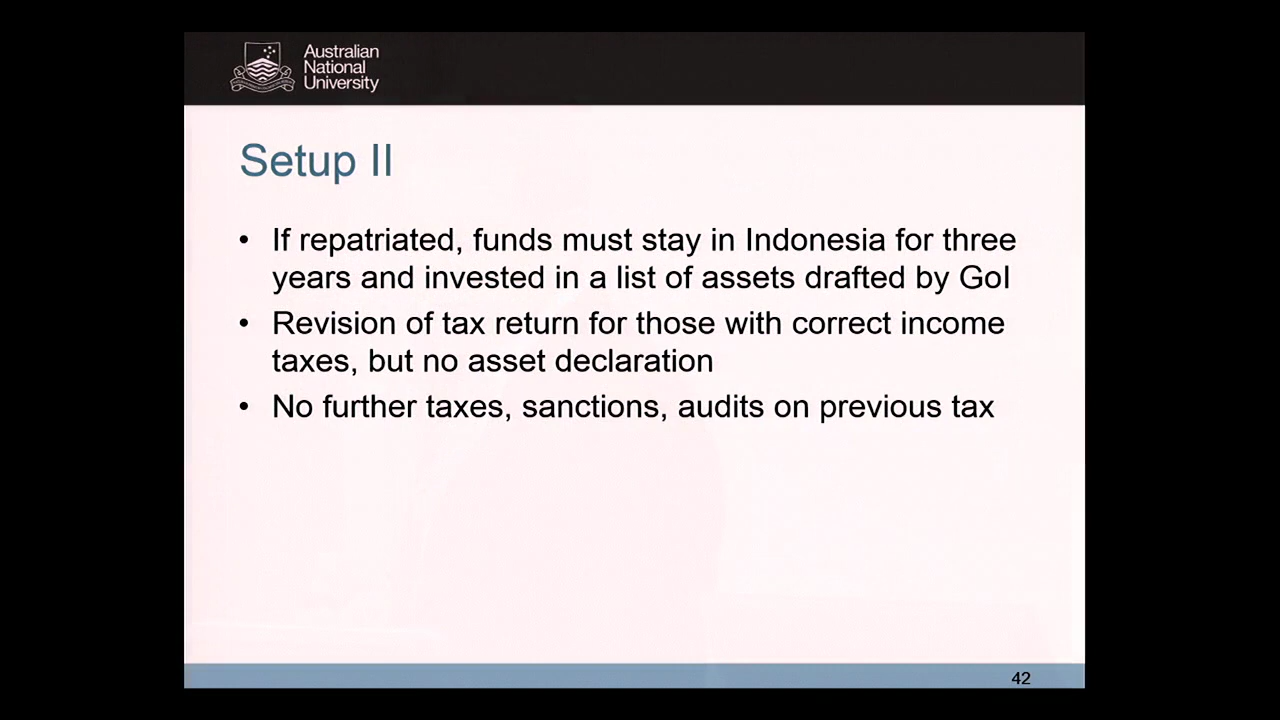 Australian
National
University
Setup II
• If repatriated, funds must stay in Indonesia for three
years and invested in a list of assets drafted by GoI
• Revision of tax return for those with correct income
taxes, but no asset declaration
• No further taxes, sanctions, audits on previous tax
42